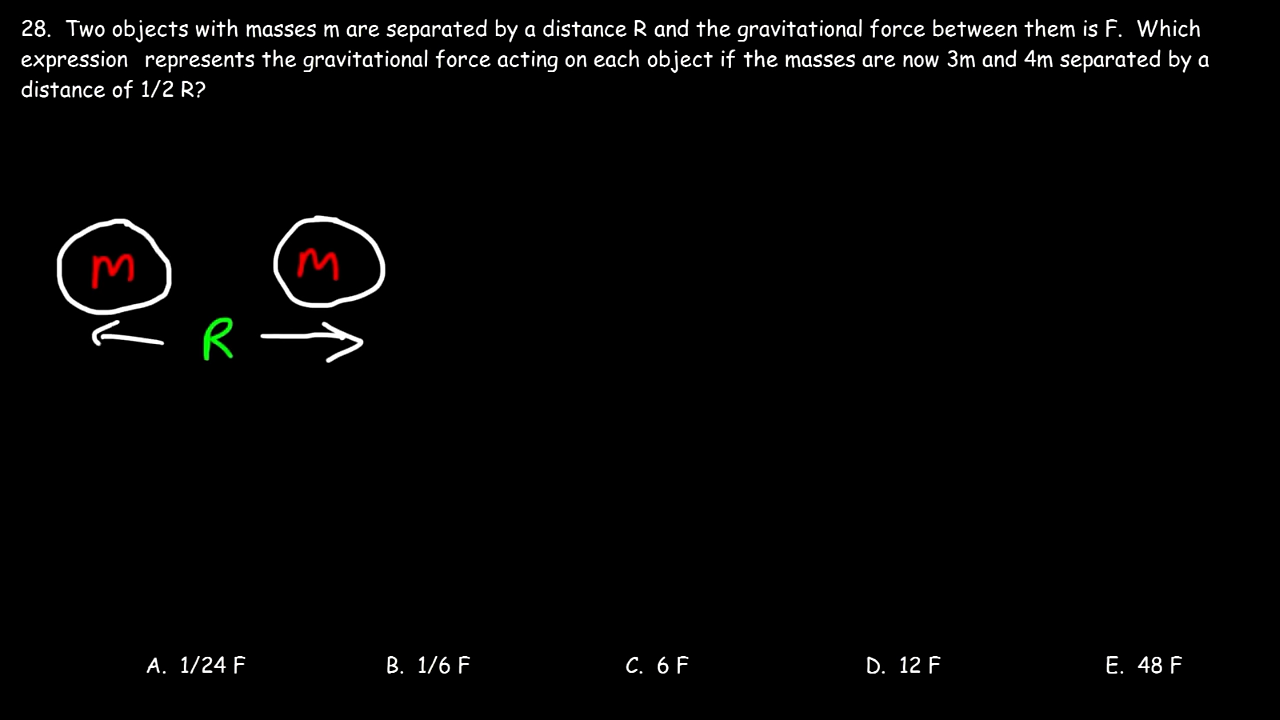 28. Two objects with masses m are separated by a distance R and the gravitational force between them is F. Which
expression represents the gravitational force acting on each object if the masses are now 3m and 4m separated by a
distance of 1/2 R?
m m
R
A. 1/24 F B. 1/6 F C. 6 F D. 12 F E. 48 F